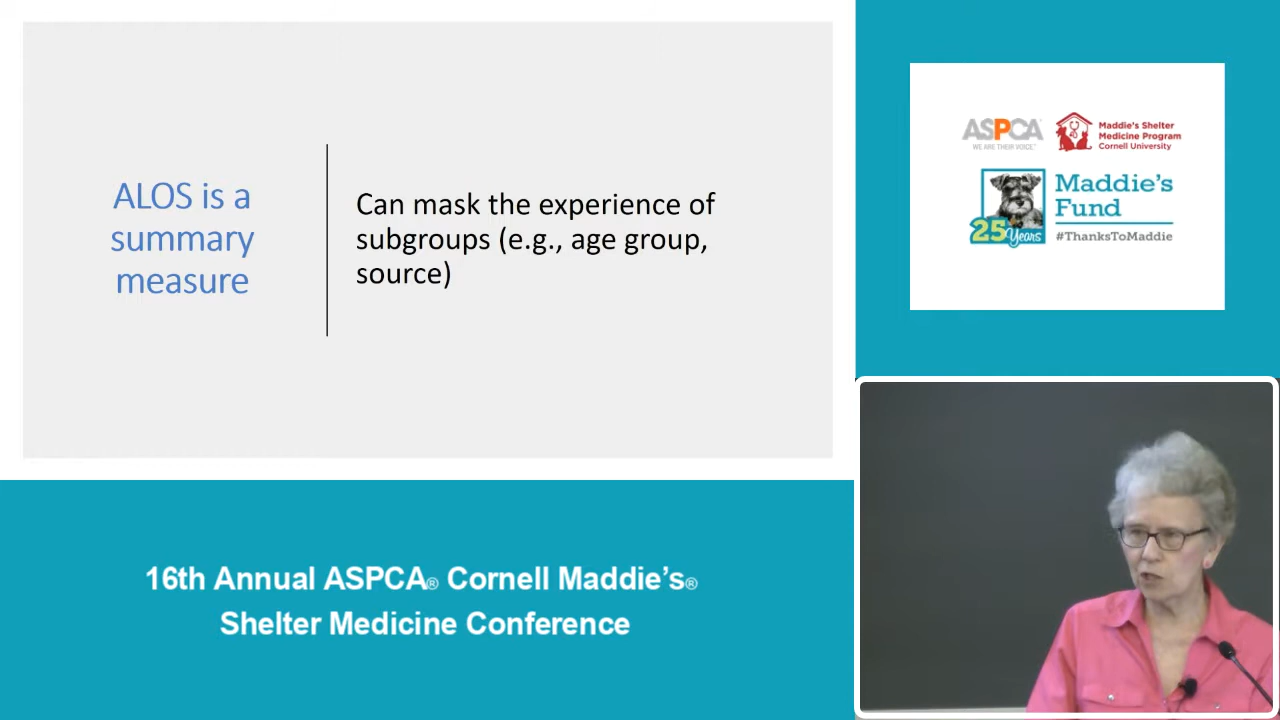 ALOS is a
summary
measure
Can mask the experience of
subgroups (e.g., age group,
source)
ASPCA
WE ARE THEIR VOICE™
Maddie's Shelter
Medicine Program
Cornell University
Maddie's
Fund
25 Years
#ThanksToMaddie
16th Annual ASPCA® Cornell Maddie's®
Shelter Medicine Conference